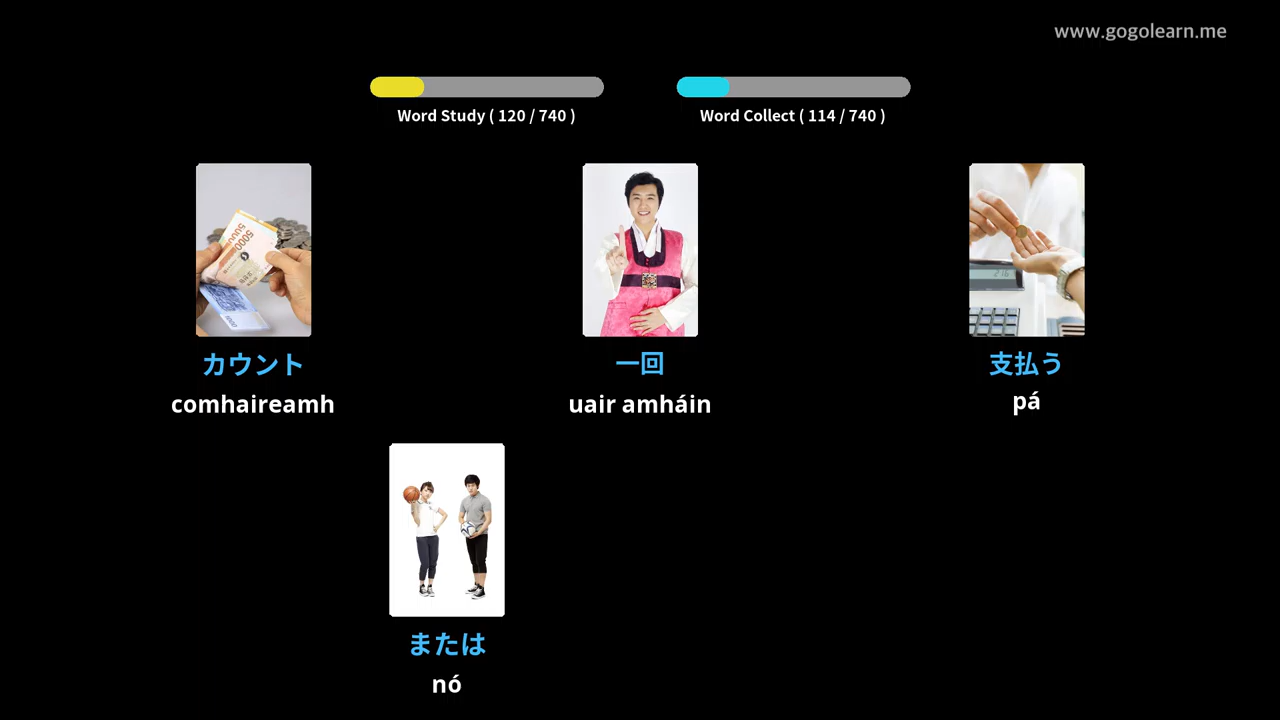 www.gogolearn.me
Word Study ( 120 / 740 )
Word Collect ( 114 / 740 )
カウント
comhaireamh
一回
uair amháin
支払う
pá
または
nó